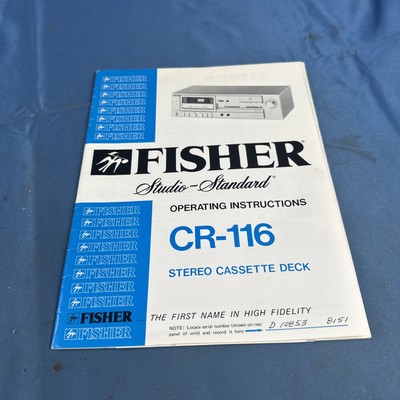 FISHER
FISHER
FISHER
FISHER
FISHER
FISHER
FISHER
FISHER
Studio-Standard®
OPERATING INSTRUCTIONS
CR-116
STEREO CASSETTE DECK
FISHER
FISHER
FISHER
FISHER
FISHER
FISHER
FISHER
FISHER
FISHER ... THE FIRST NAME IN HIGH FIDELITY
FISHER
NOTE: Locate serial number (shown on rear
panel of unit) and record it here D 10853 8151